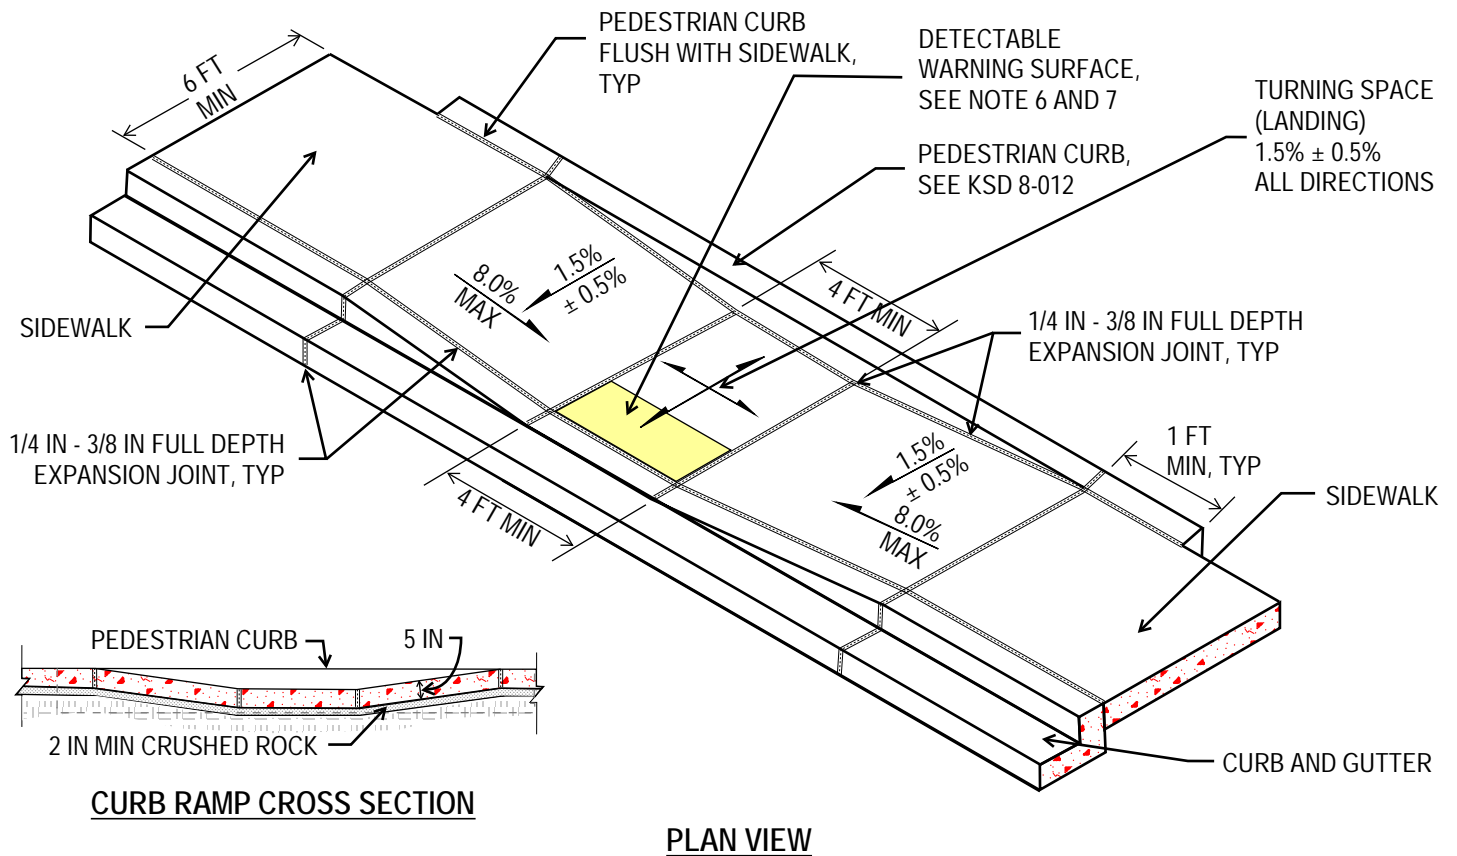 PEDESTRIAN CURB
FLUSH WITH SIDEWALK,
TYP
DETECTABLE
WARNING SURFACE,
SEE NOTE 6 AND 7
TURNING SPACE
(LANDING)
1.5% ± 0.5%
ALL DIRECTIONS
6 FT
MIN
PEDESTRIAN CURB,
SEE KSD 8-012
8.0%
MAX
1.5%
± 0.5%
4 FT MIN
SIDEWALK
1/4 IN - 3/8 IN FULL DEPTH
EXPANSION JOINT, TYP
1/4 IN - 3/8 IN FULL DEPTH
EXPANSION JOINT, TYP
1 FT
MIN, TYP
4 FT MIN
1.5%
± 0.5%
8.0%
MAX
SIDEWALK
PEDESTRIAN CURB
5 IN
2 IN MIN CRUSHED ROCK
CURB AND GUTTER
CURB RAMP CROSS SECTION
PLAN VIEW